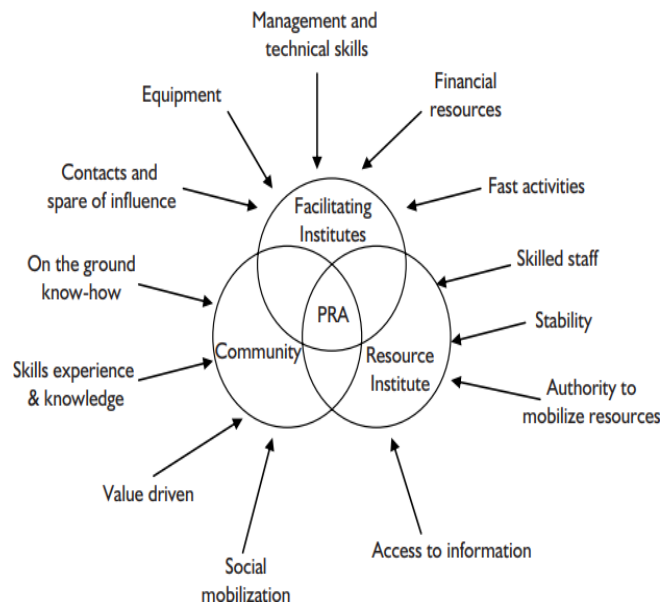 Management and
technical skills
Financial
resources
Equipment
Contacts and
spare of influence
Fast activities
Facilitating
Institutes
On the ground
know-how
Skilled staff
PRA
Stability
Community
Resource
Institute
Skills experience
& knowledge
Authority to
mobilize resources
Value driven
Access to information
Social
mobilization